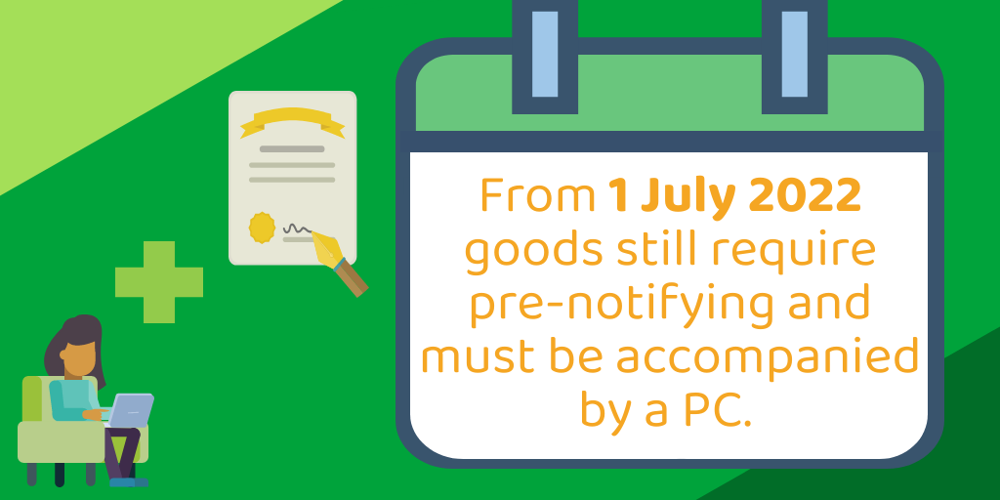 From 1 July 2022
goods still require
pre-notifying and
must be accompanied
by a PC.